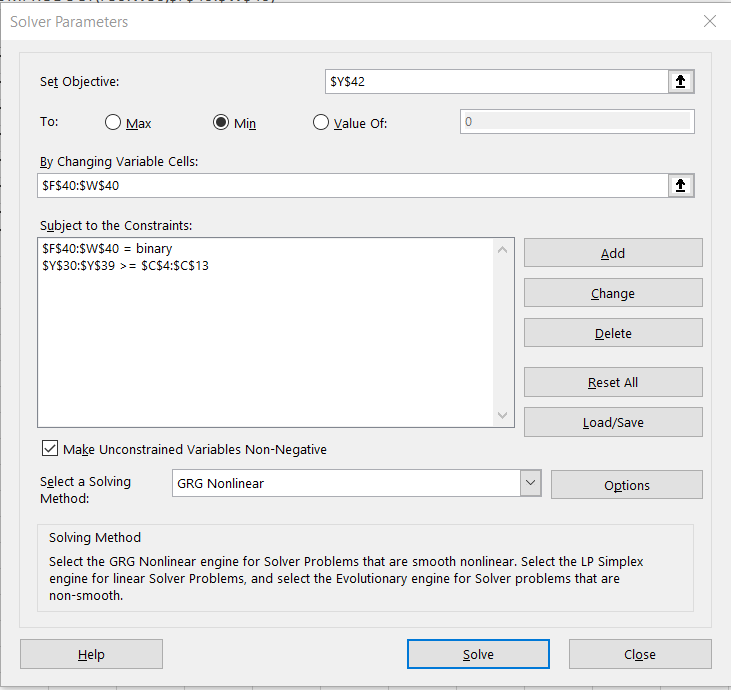 Solver Parameters
Set Objective: $Y$42
To: Max Min Value Of: 0
By Changing Variable Cells:
$F$40:$W$40
Subject to the Constraints:
$F$40:$W$40 = binary
$Y$30:$Y$39 >= $C$4:$C$13
Add
Change
Delete
Reset All
Load/Save
Make Unconstrained Variables Non-Negative
Select a Solving
Method:
GRG Nonlinear
Options
Solving Method
Select the GRG Nonlinear engine for Solver Problems that are smooth nonlinear. Select the LP Simplex
engine for linear Solver Problems, and select the Evolutionary engine for Solver problems that are
non-smooth.
Help
Solve
Close